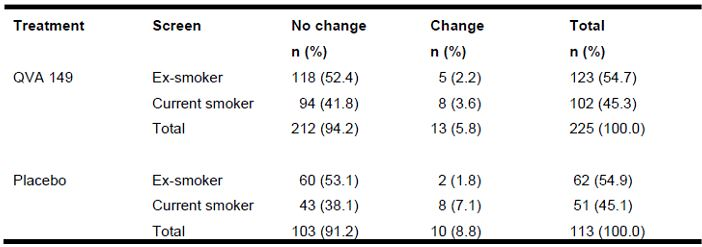 Treatment Screen No change Change Total
n (%) n (%) n (%)
QVA 149 Ex-smoker 118 (52.4) 5 (2.2) 123 (54.7)
Current smoker 94 (41.8) 8 (3.6) 102 (45.3)
Total 212 (94.2) 13 (5.8) 225 (100.0)
Placebo Ex-smoker 60 (53.1) 2 (1.8) 62 (54.9)
Current smoker 43 (38.1) 8 (7.1) 51 (45.1)
Total 103 (91.2) 10 (8.8) 113 (100.0)